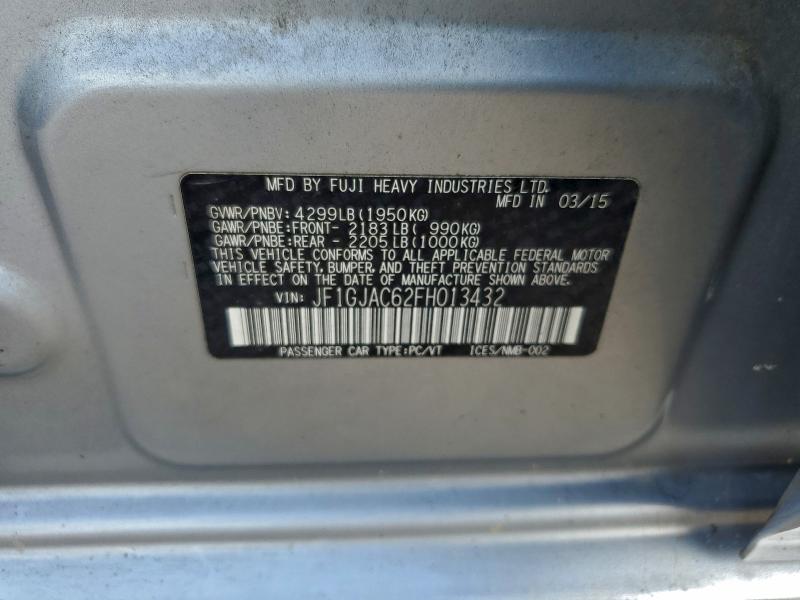 MFD BY FUJI HEAVY INDUSTRIES LTD.
MFD IN 03/15
GVWR/PNBV: 4299LB (1950KG)
GAWR/PNBE:FRONT- 2183LB( 990KG)
GAWR/PNBE:REAR - 2205LB(1000KG)
THIS VEHICLE CONFORMS TO ALL APPLICABLE FEDERAL MOTOR
VEHICLE SAFETY, BUMPER, AND THEFT PREVENTION STANDARDS
IN EFFECT ON THE DATE OF MANUFACTURE SHOWN ABOVE.
VIN: JF1GJAC62FH013432
PASSENGER CAR TYPE:PC/VT ICES/NMB-002